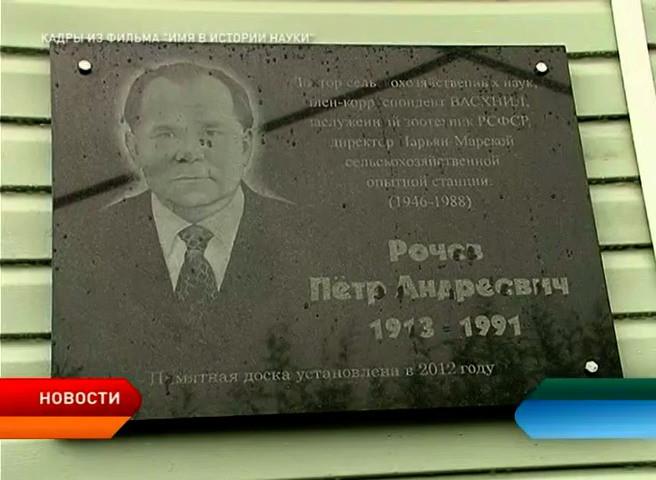 КАДРЫ ИЗ ФИЛЬМА "ИМЯ В ИСТОРИИ НАУКИ"
Доктор сельскохозяйственных наук,
член-корреспондент ВАСХНИЛ,
заслуженный зоотехник РСФСР,
директор Нарьян-Марской
сельсмохозяйственной
опытной станции.
(1946-1988)
Рочев
Пётр Андреевич
1913 - 1991
Памятная доска установлена в 2012 году
НОВОСТИ